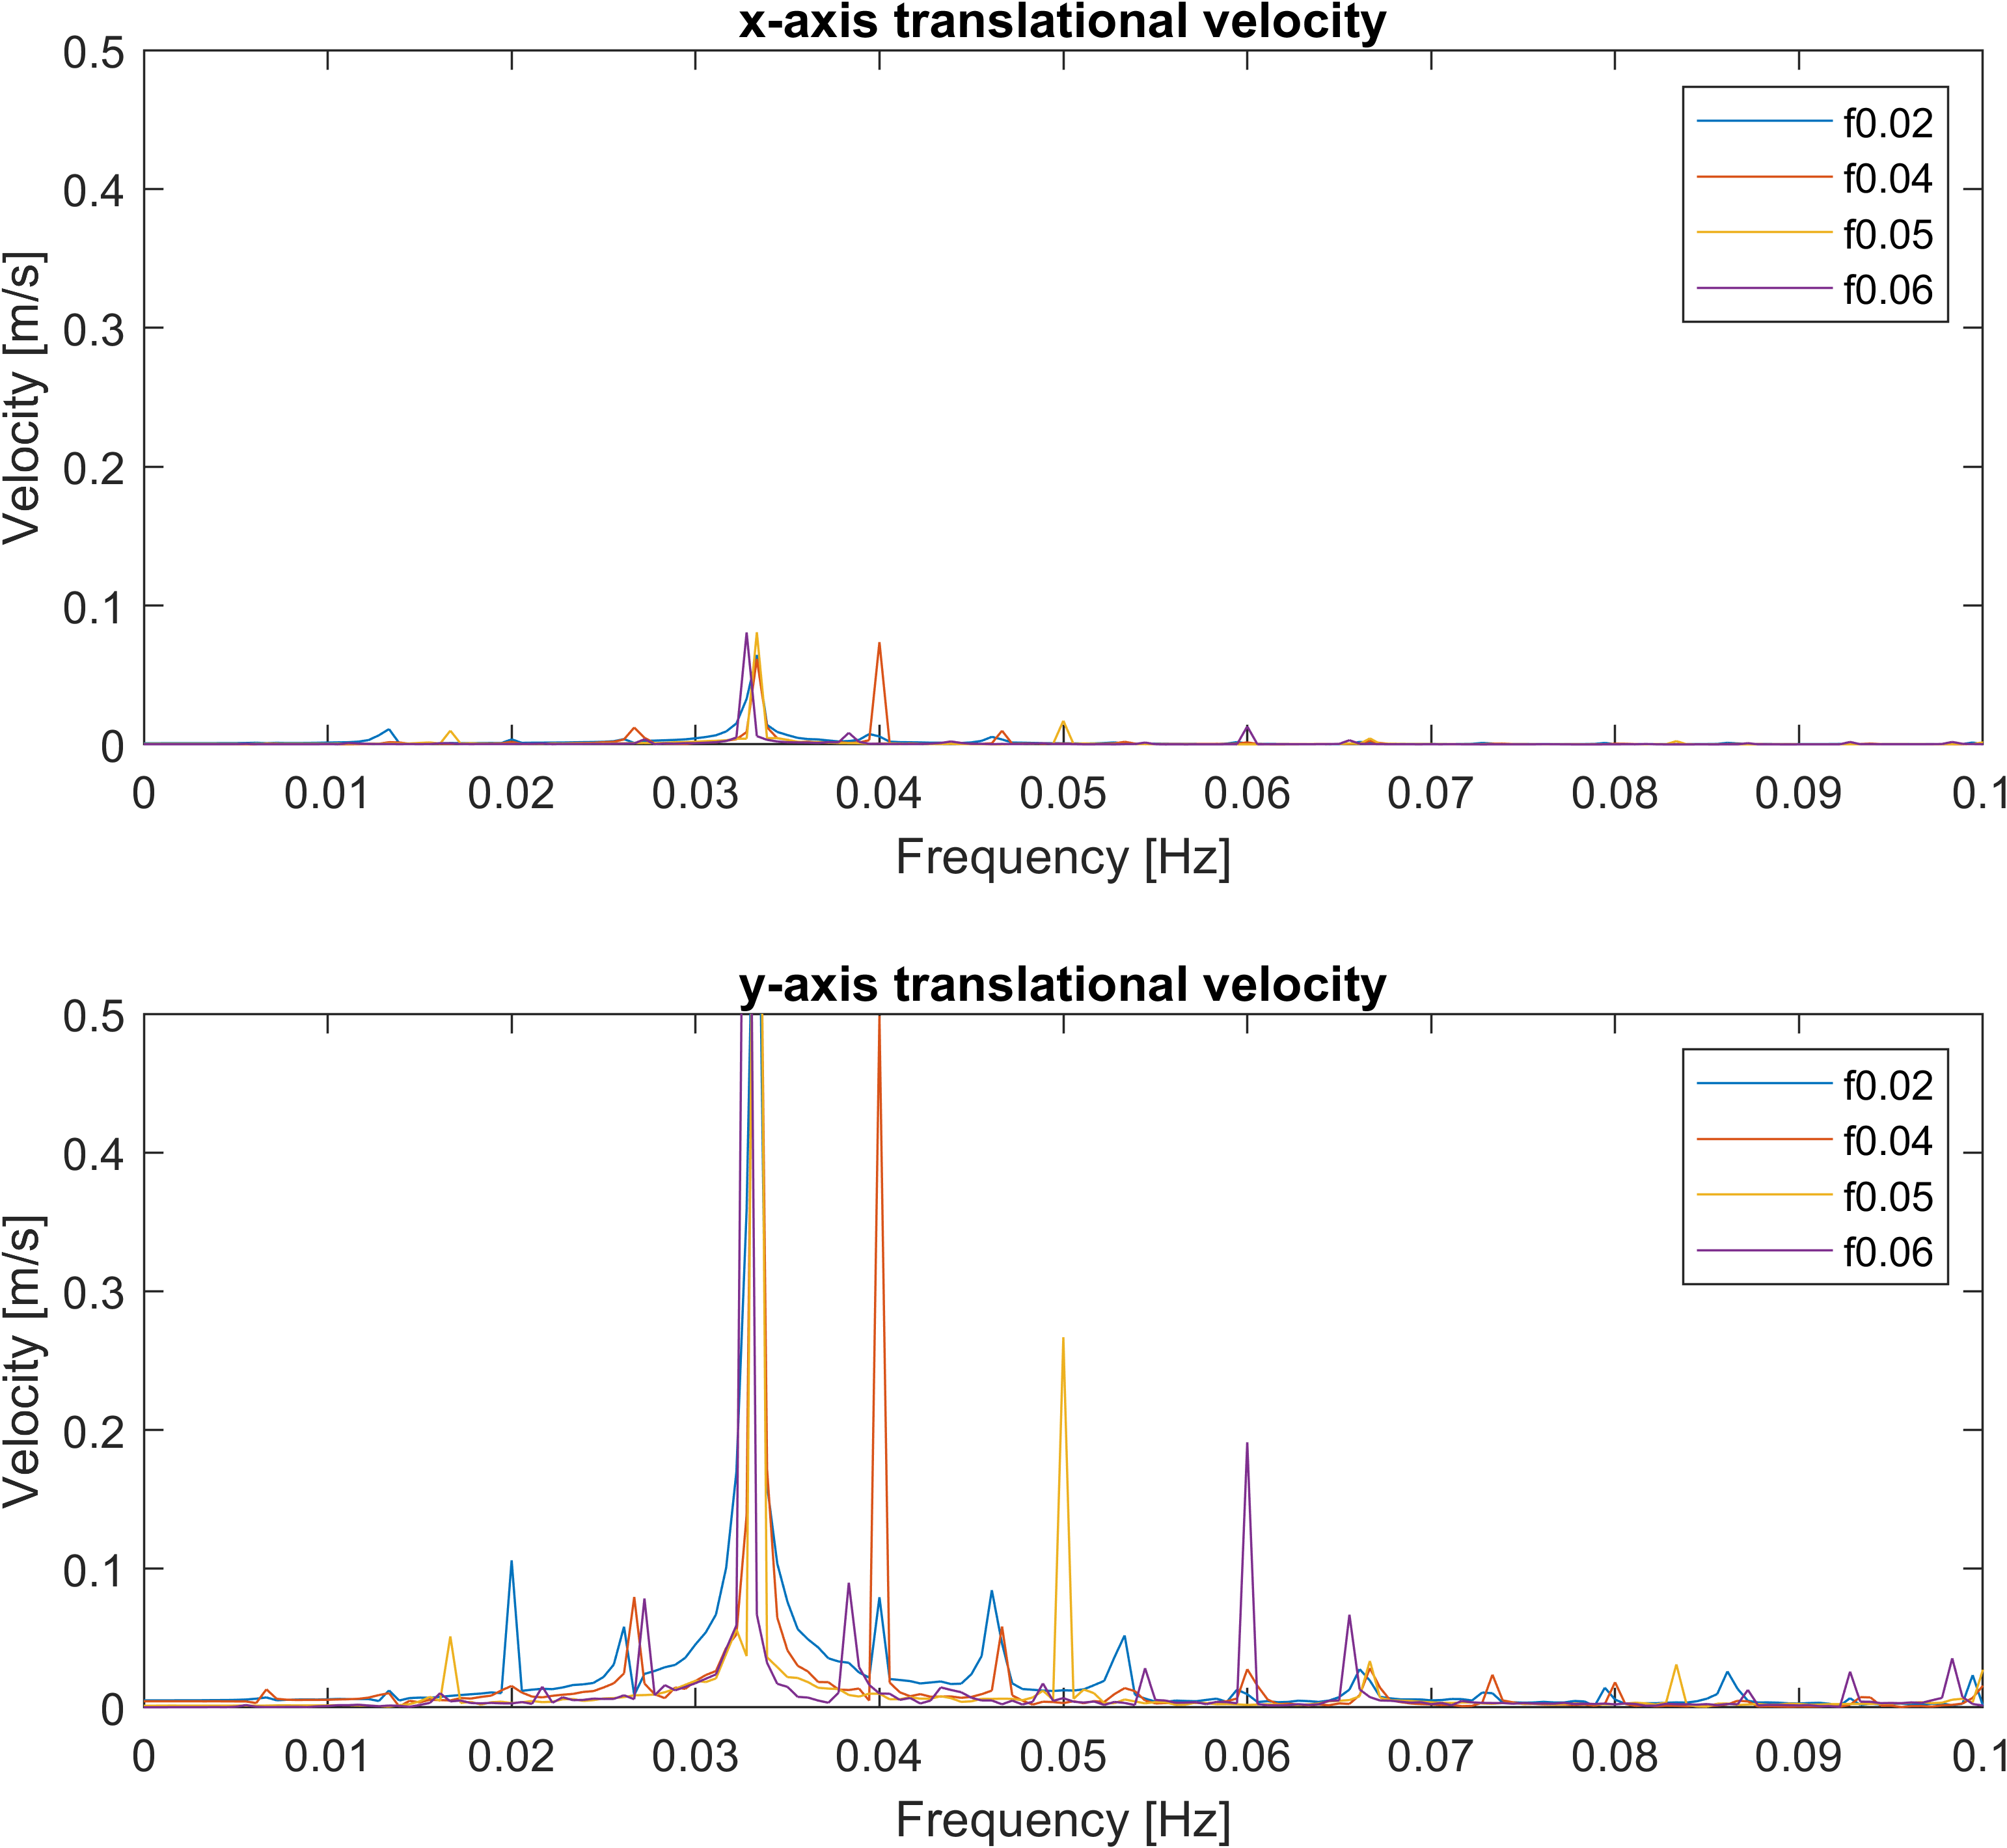 x-axis translational velocity
0.5
0.4
0.3
0.2
0.1
0
Velocity [m/s]
f0.02
f0.04
f0.05
f0.06
0 0.01 0.02 0.03 0.04 0.05 0.06 0.07 0.08 0.09 0.1
Frequency [Hz]
y-axis translational velocity
0.5
0.4
0.3
0.2
0.1
0
Velocity [m/s]
f0.02
f0.04
f0.05
f0.06
0 0.01 0.02 0.03 0.04 0.05 0.06 0.07 0.08 0.09 0.1
Frequency [Hz]